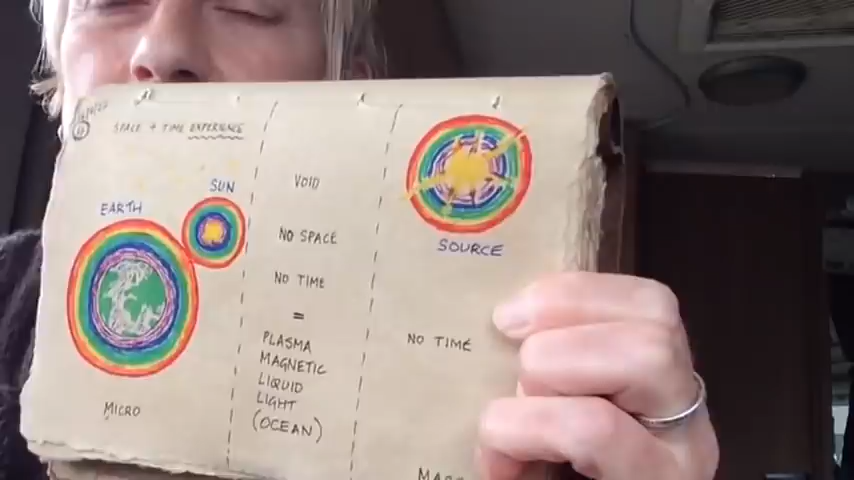 SPACE + TIME EXPERIENCE
EARTH
SUN
MICRO
VOID
NO SPACE
NO TIME
=
PLASMA
MAGNETIC
LIQUID
LIGHT
(OCEAN)
SOURCE
NO TIME